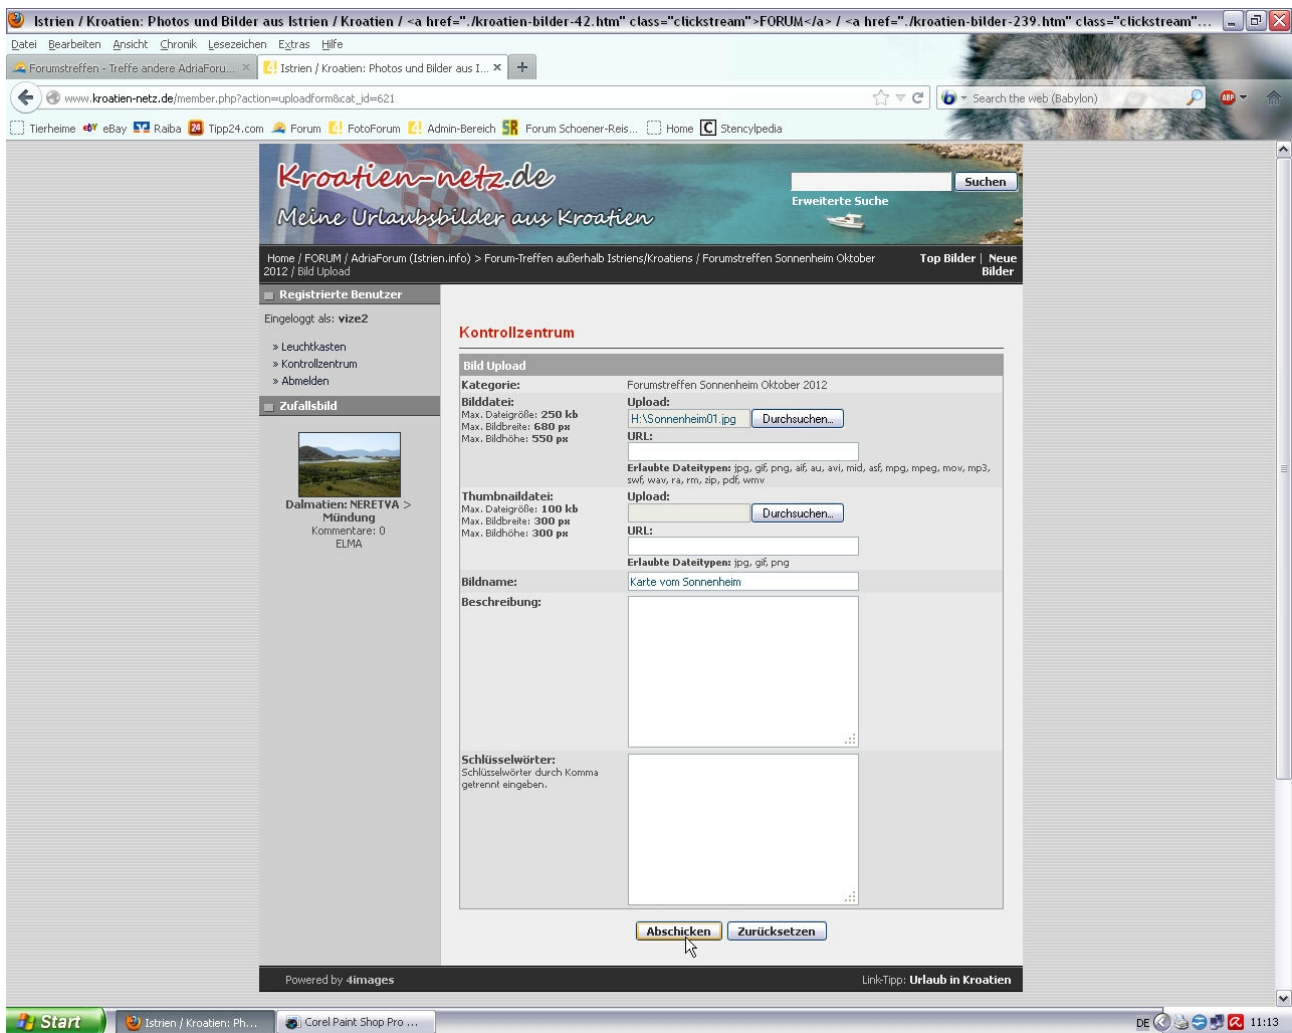 Istrien / Kroatien: Photos und Bilder aus Istrien / Kroatien / <a href="./kroatien-bilder-42.htm" class="clickstream">FORUM</a> / <a href="./kroatien-bilder-239.htm" class="clickstream"...
Datei Bearbeiten Ansicht Chronik Lesezeichen Extras Hilfe
Forumstreffen - Treffe andere AdriaForu... Istrien / Kroatien: Photos und Bilder aus I...
www.kroatien-netz.de/member.php?action=uploadform&cat_id=621 Search the web (Babylon) ABP
Tierheime eBay Raiba 24 Tipp24.com Forum FotoForum Admin-Bereich SR Forum Schoener-Reis... Home C Stencylpedia
Kroatien-netz.de
Suchen
Erweiterte Suche
Meine Urlaubsbilder aus Kroatien
Home / FORUM / AdriaForum (Istrien.info) > Forum-Treffen außerhalb Istriens/Kroatiens / Forumstreffen Sonnenheim Oktober
2012 / Bild Upload
Top Bilder | Neue
Bilder
Registrierte Benutzer
Eingeloggt als: vize2
» Leuchtkasten
» Kontrollzentrum
» Abmelden
Zufallsbild
Dalmatien: NERETVA >
Mündung
Kommentare: 0
ELMA
Kontrollzentrum
Bild Upload
Kategorie: Forumstreffen Sonnenheim Oktober 2012
Bilddatei:
Max. Dateigröße: 250 kb
Max. Bildbreite: 680 px
Max. Bildhöhe: 550 px
Upload:
H:\Sonnenheim01.jpg Durchsuchen...
URL:
Erlaubte Dateitypen: jpg, gif, png, aif, au, avi, mid, asf, mpg, mpeg, mov, mp3,
swf, wav, ra, rm, zip, pdf, wmv
Thumbnaildatei:
Max. Dateigröße: 100 kb
Max. Bildbreite: 300 px
Max. Bildhöhe: 300 px
Upload:
Durchsuchen...
URL:
Erlaubte Dateitypen: jpg, gif, png
Bildname: Karte vom Sonnenheim
Beschreibung:
Schlüsselwörter:
Schlüsselwörter durch Komma
getrennt eingeben.
Abschicken Zurücksetzen
Powered by 4images Link-Tipp: Urlaub in Kroatien
Start Istrien / Kroatien: Ph... Corel Paint Shop Pro ... DE 11:13